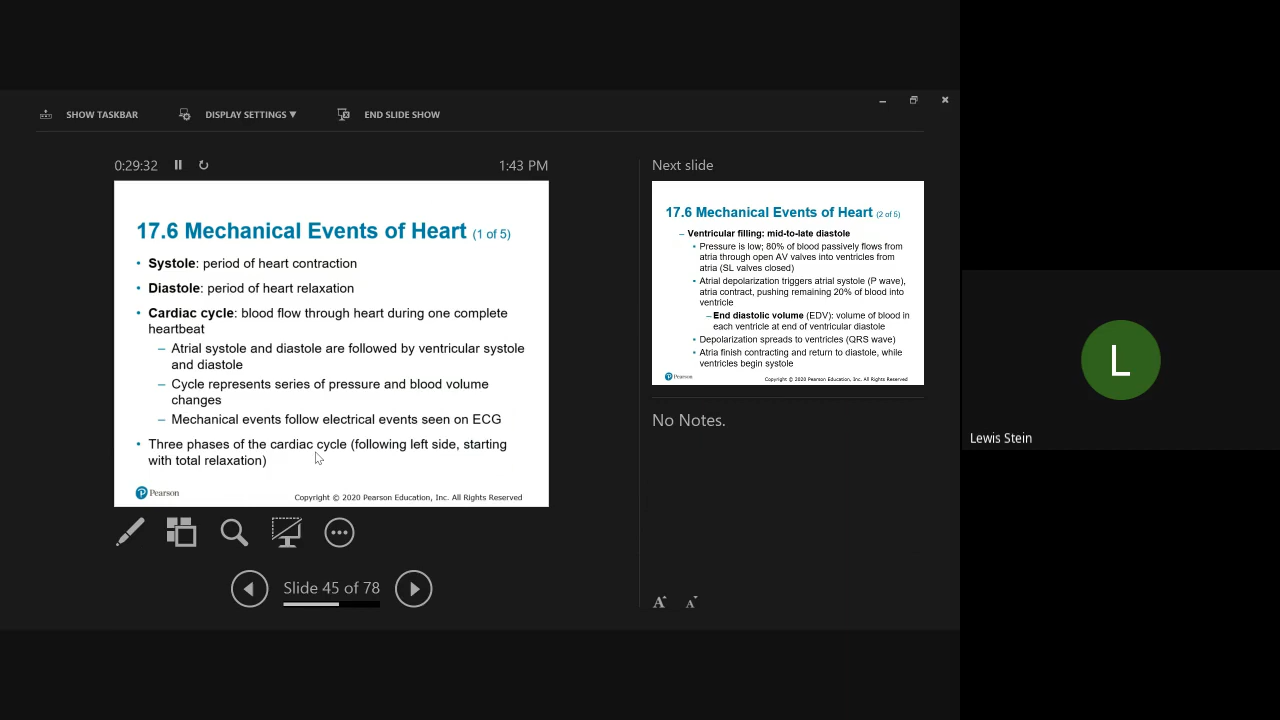 SHOW TASKBAR DISPLAY SETTINGS ▼ END SLIDE SHOW
0:29:32 1:43 PM
17.6 Mechanical Events of Heart (1 of 5)
• Systole: period of heart contraction
• Diastole: period of heart relaxation
• Cardiac cycle: blood flow through heart during one complete
heartbeat
– Atrial systole and diastole are followed by ventricular systole
and diastole
– Cycle represents series of pressure and blood volume
changes
– Mechanical events follow electrical events seen on ECG
• Three phases of the cardiac cycle (following left side, starting
with total relaxation)
P Pearson
Copyright © 2020 Pearson Education, Inc. All Rights Reserved
Slide 45 of 78
Next slide
17.6 Mechanical Events of Heart (2 of 5)
– Ventricular filling: mid-to-late diastole
• Pressure is low; 80% of blood passively flows from
atria through open AV valves into ventricles from
atria (SL valves closed)
• Atrial depolarization triggers atrial systole (P wave),
atria contract, pushing remaining 20% of blood into
ventricle
– End diastolic volume (EDV): volume of blood in
each ventricle at end of ventricular diastole
• Depolarization spreads to ventricles (QRS wave)
• Atria finish contracting and return to diastole, while
ventricles begin systole
P Pearson
Copyright © 2020 Pearson Education, Inc. All Rights Reserved
No Notes.
A A
L
Lewis Stein